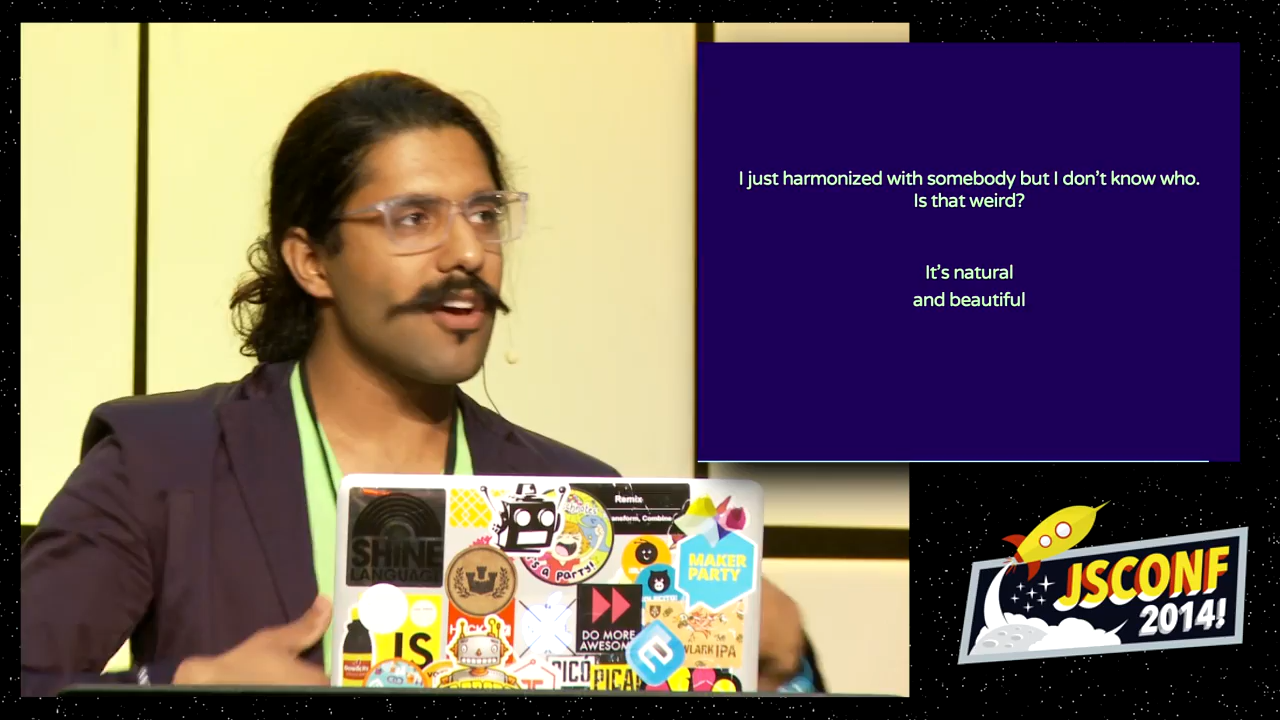 I just harmonized with somebody but I don't know who.
Is that weird?
It's natural
and beautiful
Remix
SHINE
LANGUAGE
MAKER
PARTY
JS
DO MORE
AWESOME
JSCONF
2014!